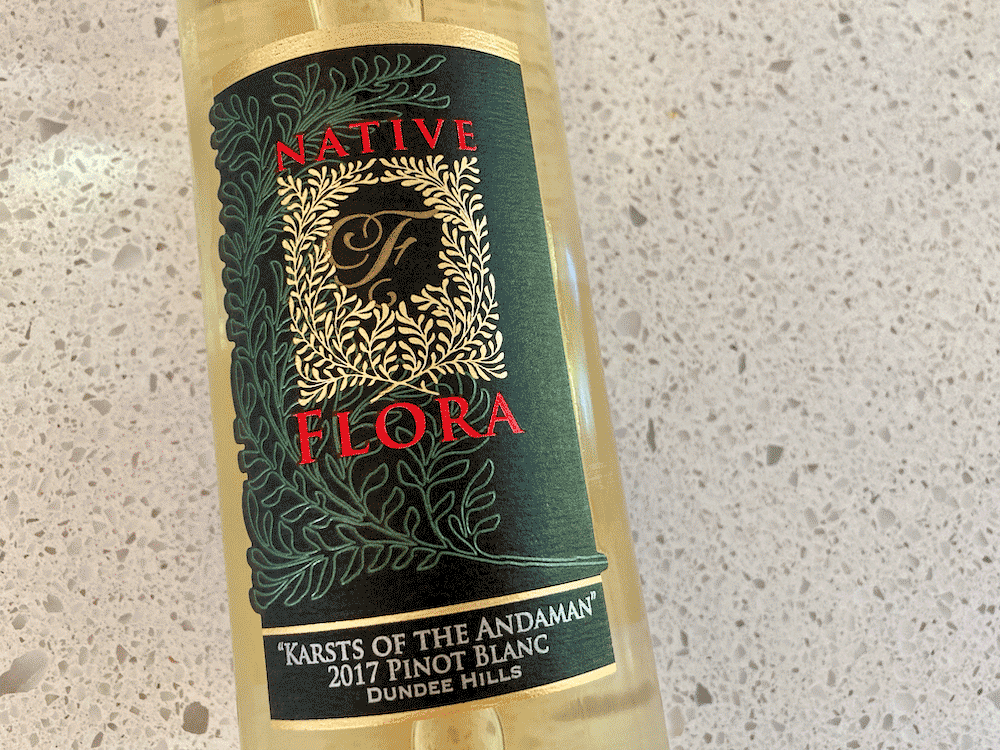 NATIVE
F
FLORA
“KARSTS OF THE ANDAMAN”
2017 PINOT BLANC
DUNDEE HILLS